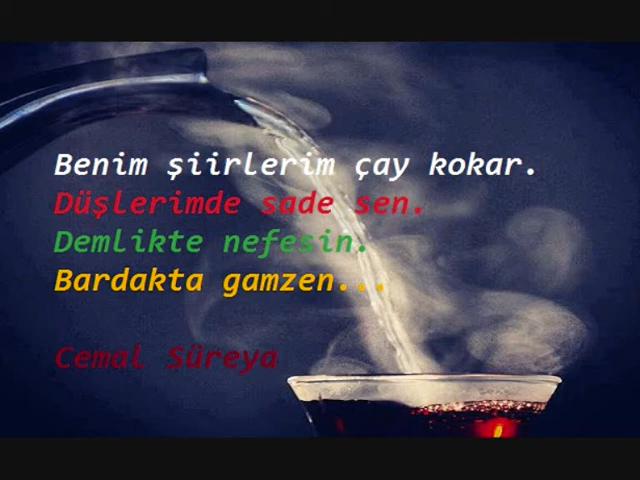 Benim şiirlerim çay kokar.
Düşlerimde sade sen.
Demlikte nefesin.
Bardakta gamzen...
Cemal Süreya